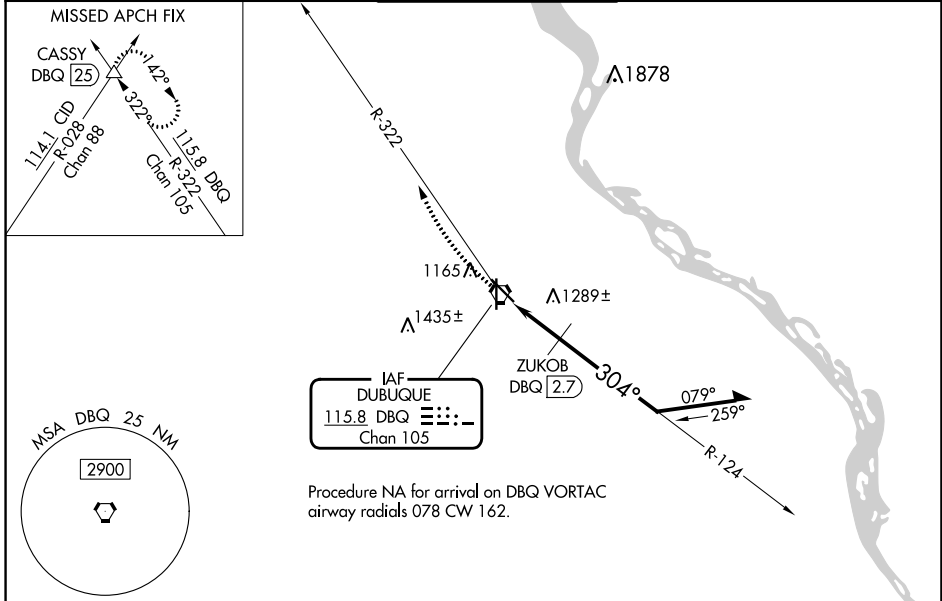 MISSED APCH FIX
CASSY
DBQ 25
142°
322°
114.1 CID
R-028
Chan 88
115.8 DBQ
R-322
Chan 105
R-322
1878
1165
1289±
1435±
ZUKOB
DBQ 2.7
304°
079°
259°
R-124
IAF
DUBUQUE
115.8 DBQ
Chan 105
MSA DBQ 25 NM
2900
Procedure NA for arrival on DBQ VORTAC
airway radials 078 CW 162.